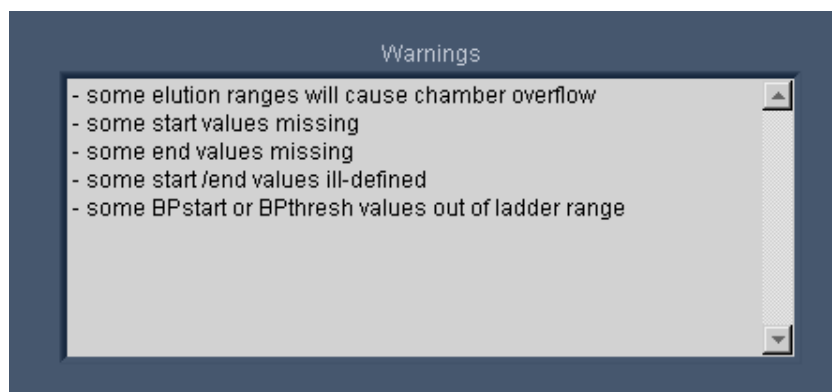 Warnings
- some elution ranges will cause chamber overflow
- some start values missing
- some end values missing
- some start /end values ill-defined
- some BPstart or BPthresh values out of ladder range